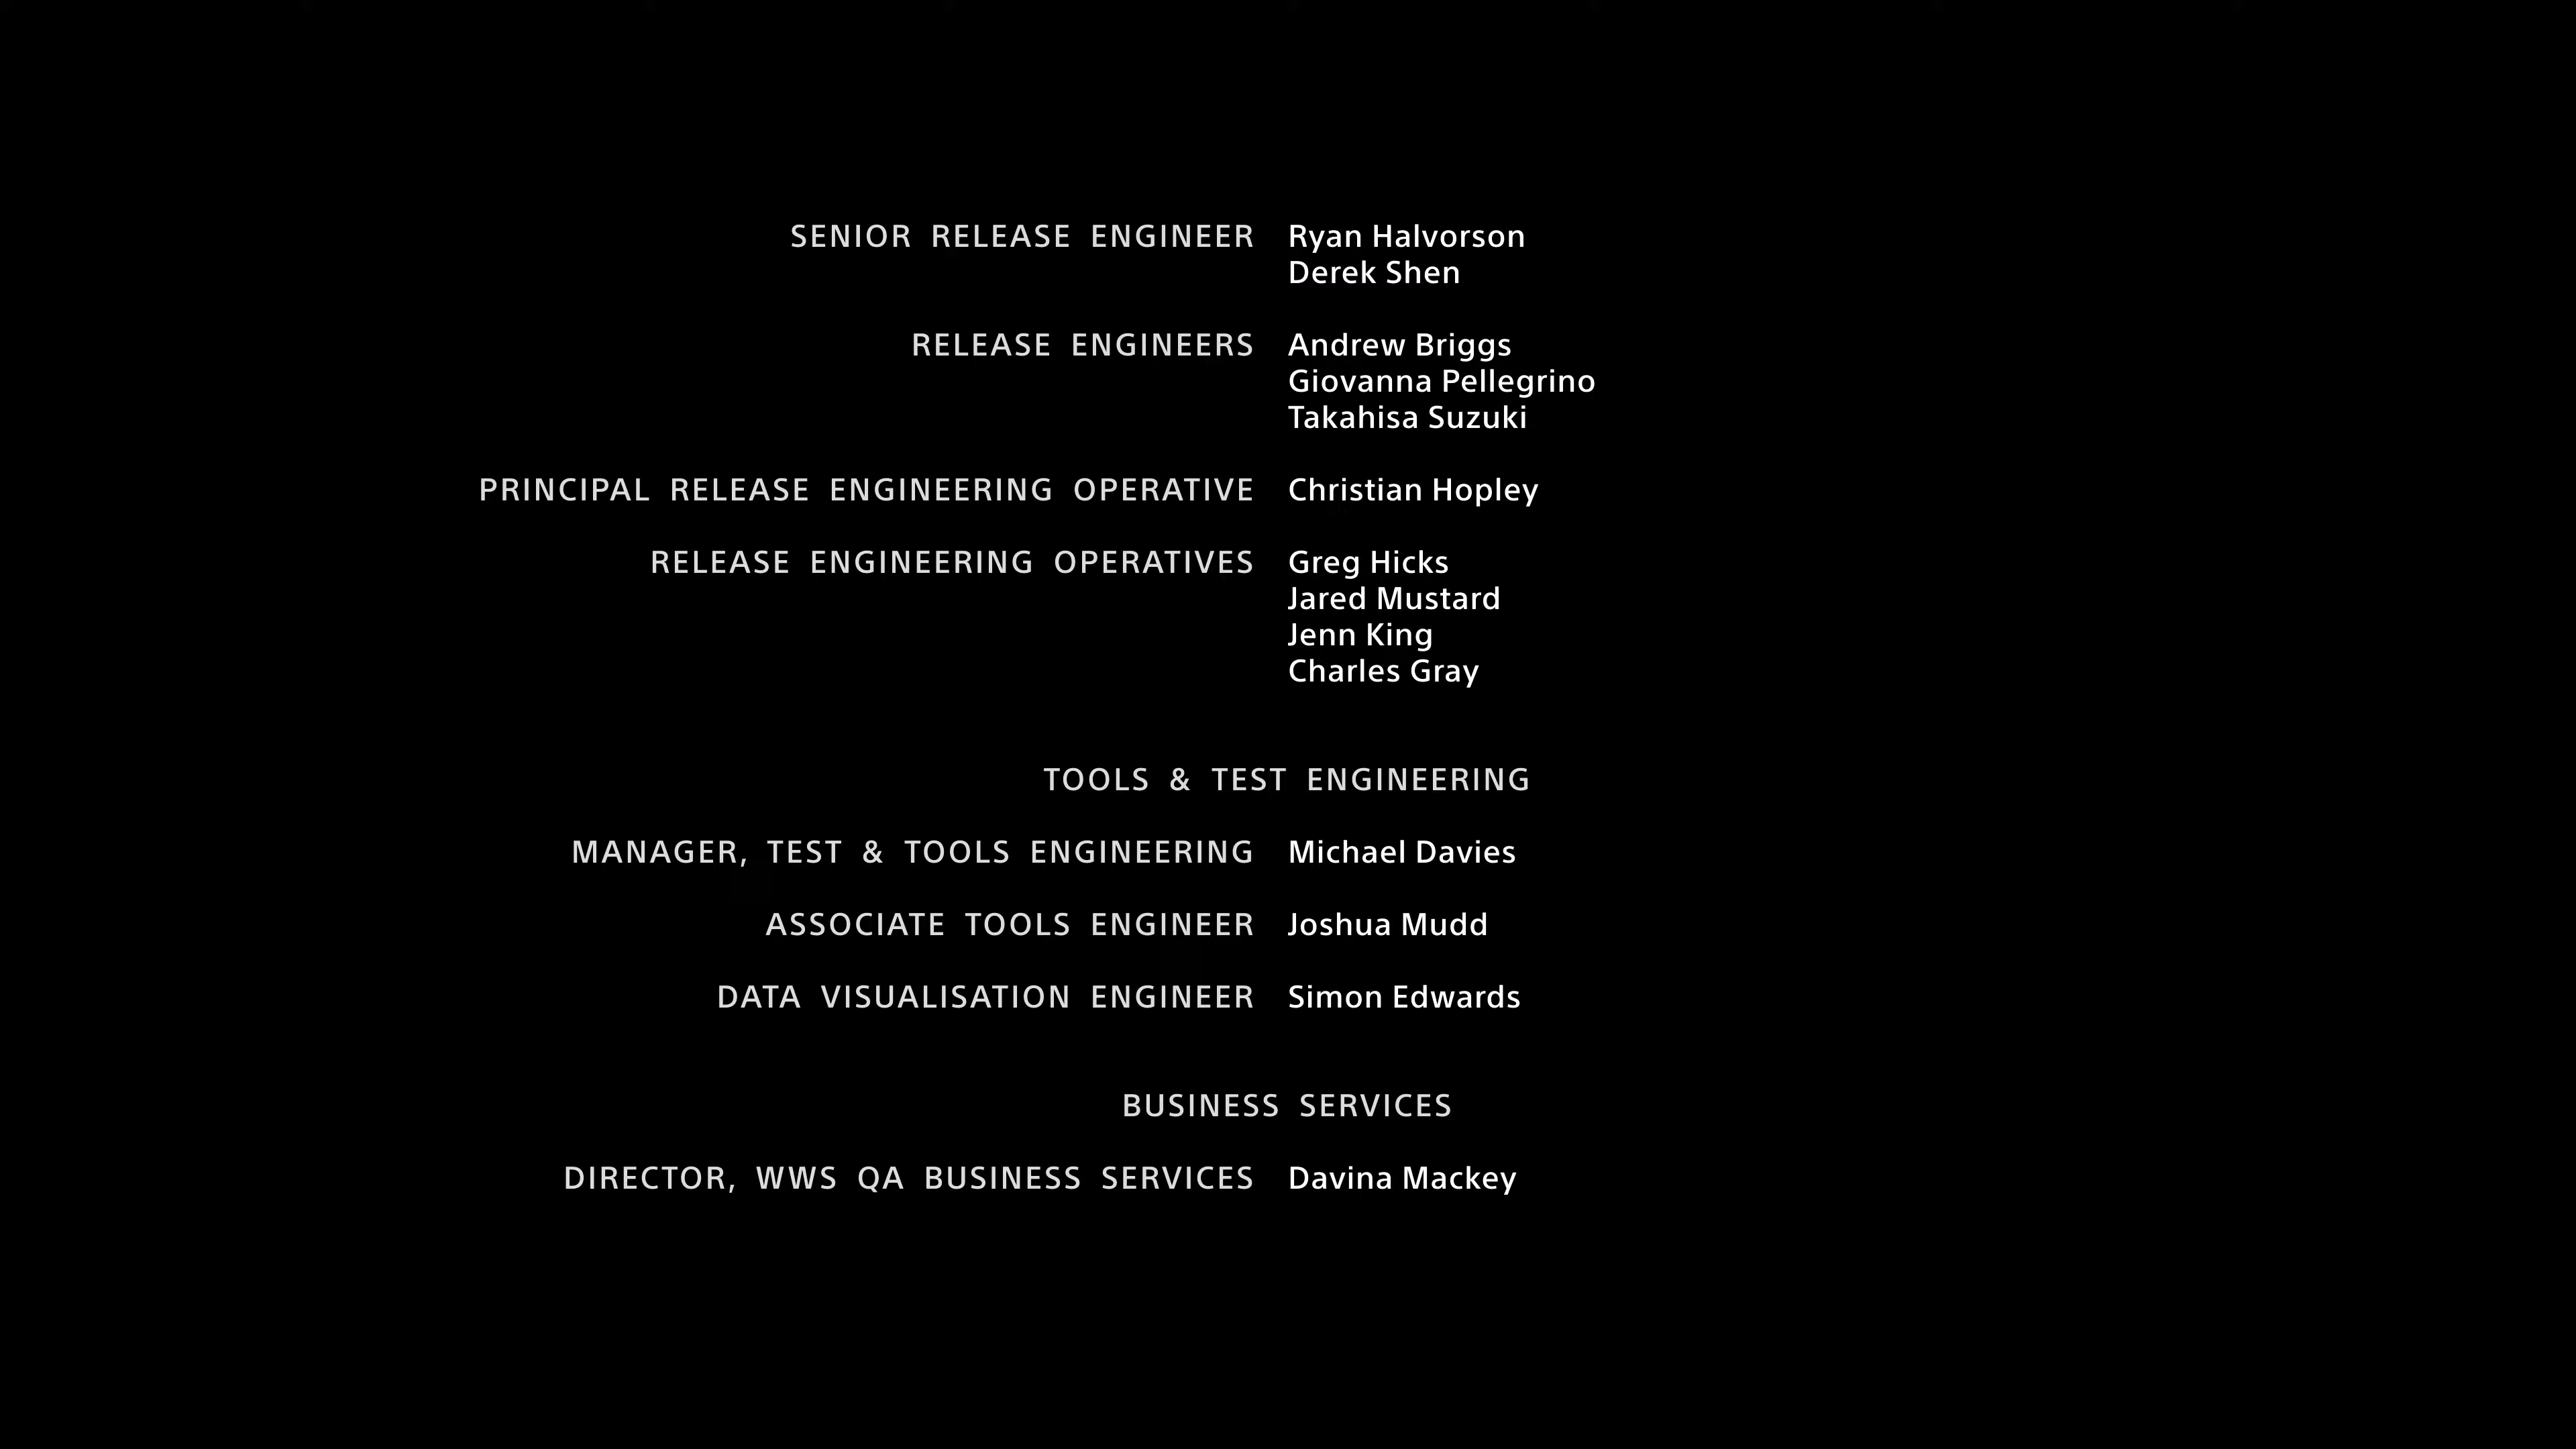 SENIOR RELEASE ENGINEER Ryan Halvorson
Derek Shen
RELEASE ENGINEERS Andrew Briggs
Giovanna Pellegrino
Takahisa Suzuki
PRINCIPAL RELEASE ENGINEERING OPERATIVE Christian Hopley
RELEASE ENGINEERING OPERATIVES Greg Hicks
Jared Mustard
Jenn King
Charles Gray
TOOLS & TEST ENGINEERING
MANAGER, TEST & TOOLS ENGINEERING Michael Davies
ASSOCIATE TOOLS ENGINEER Joshua Mudd
DATA VISUALISATION ENGINEER Simon Edwards
BUSINESS SERVICES
DIRECTOR, WWS QA BUSINESS SERVICES Davina Mackey